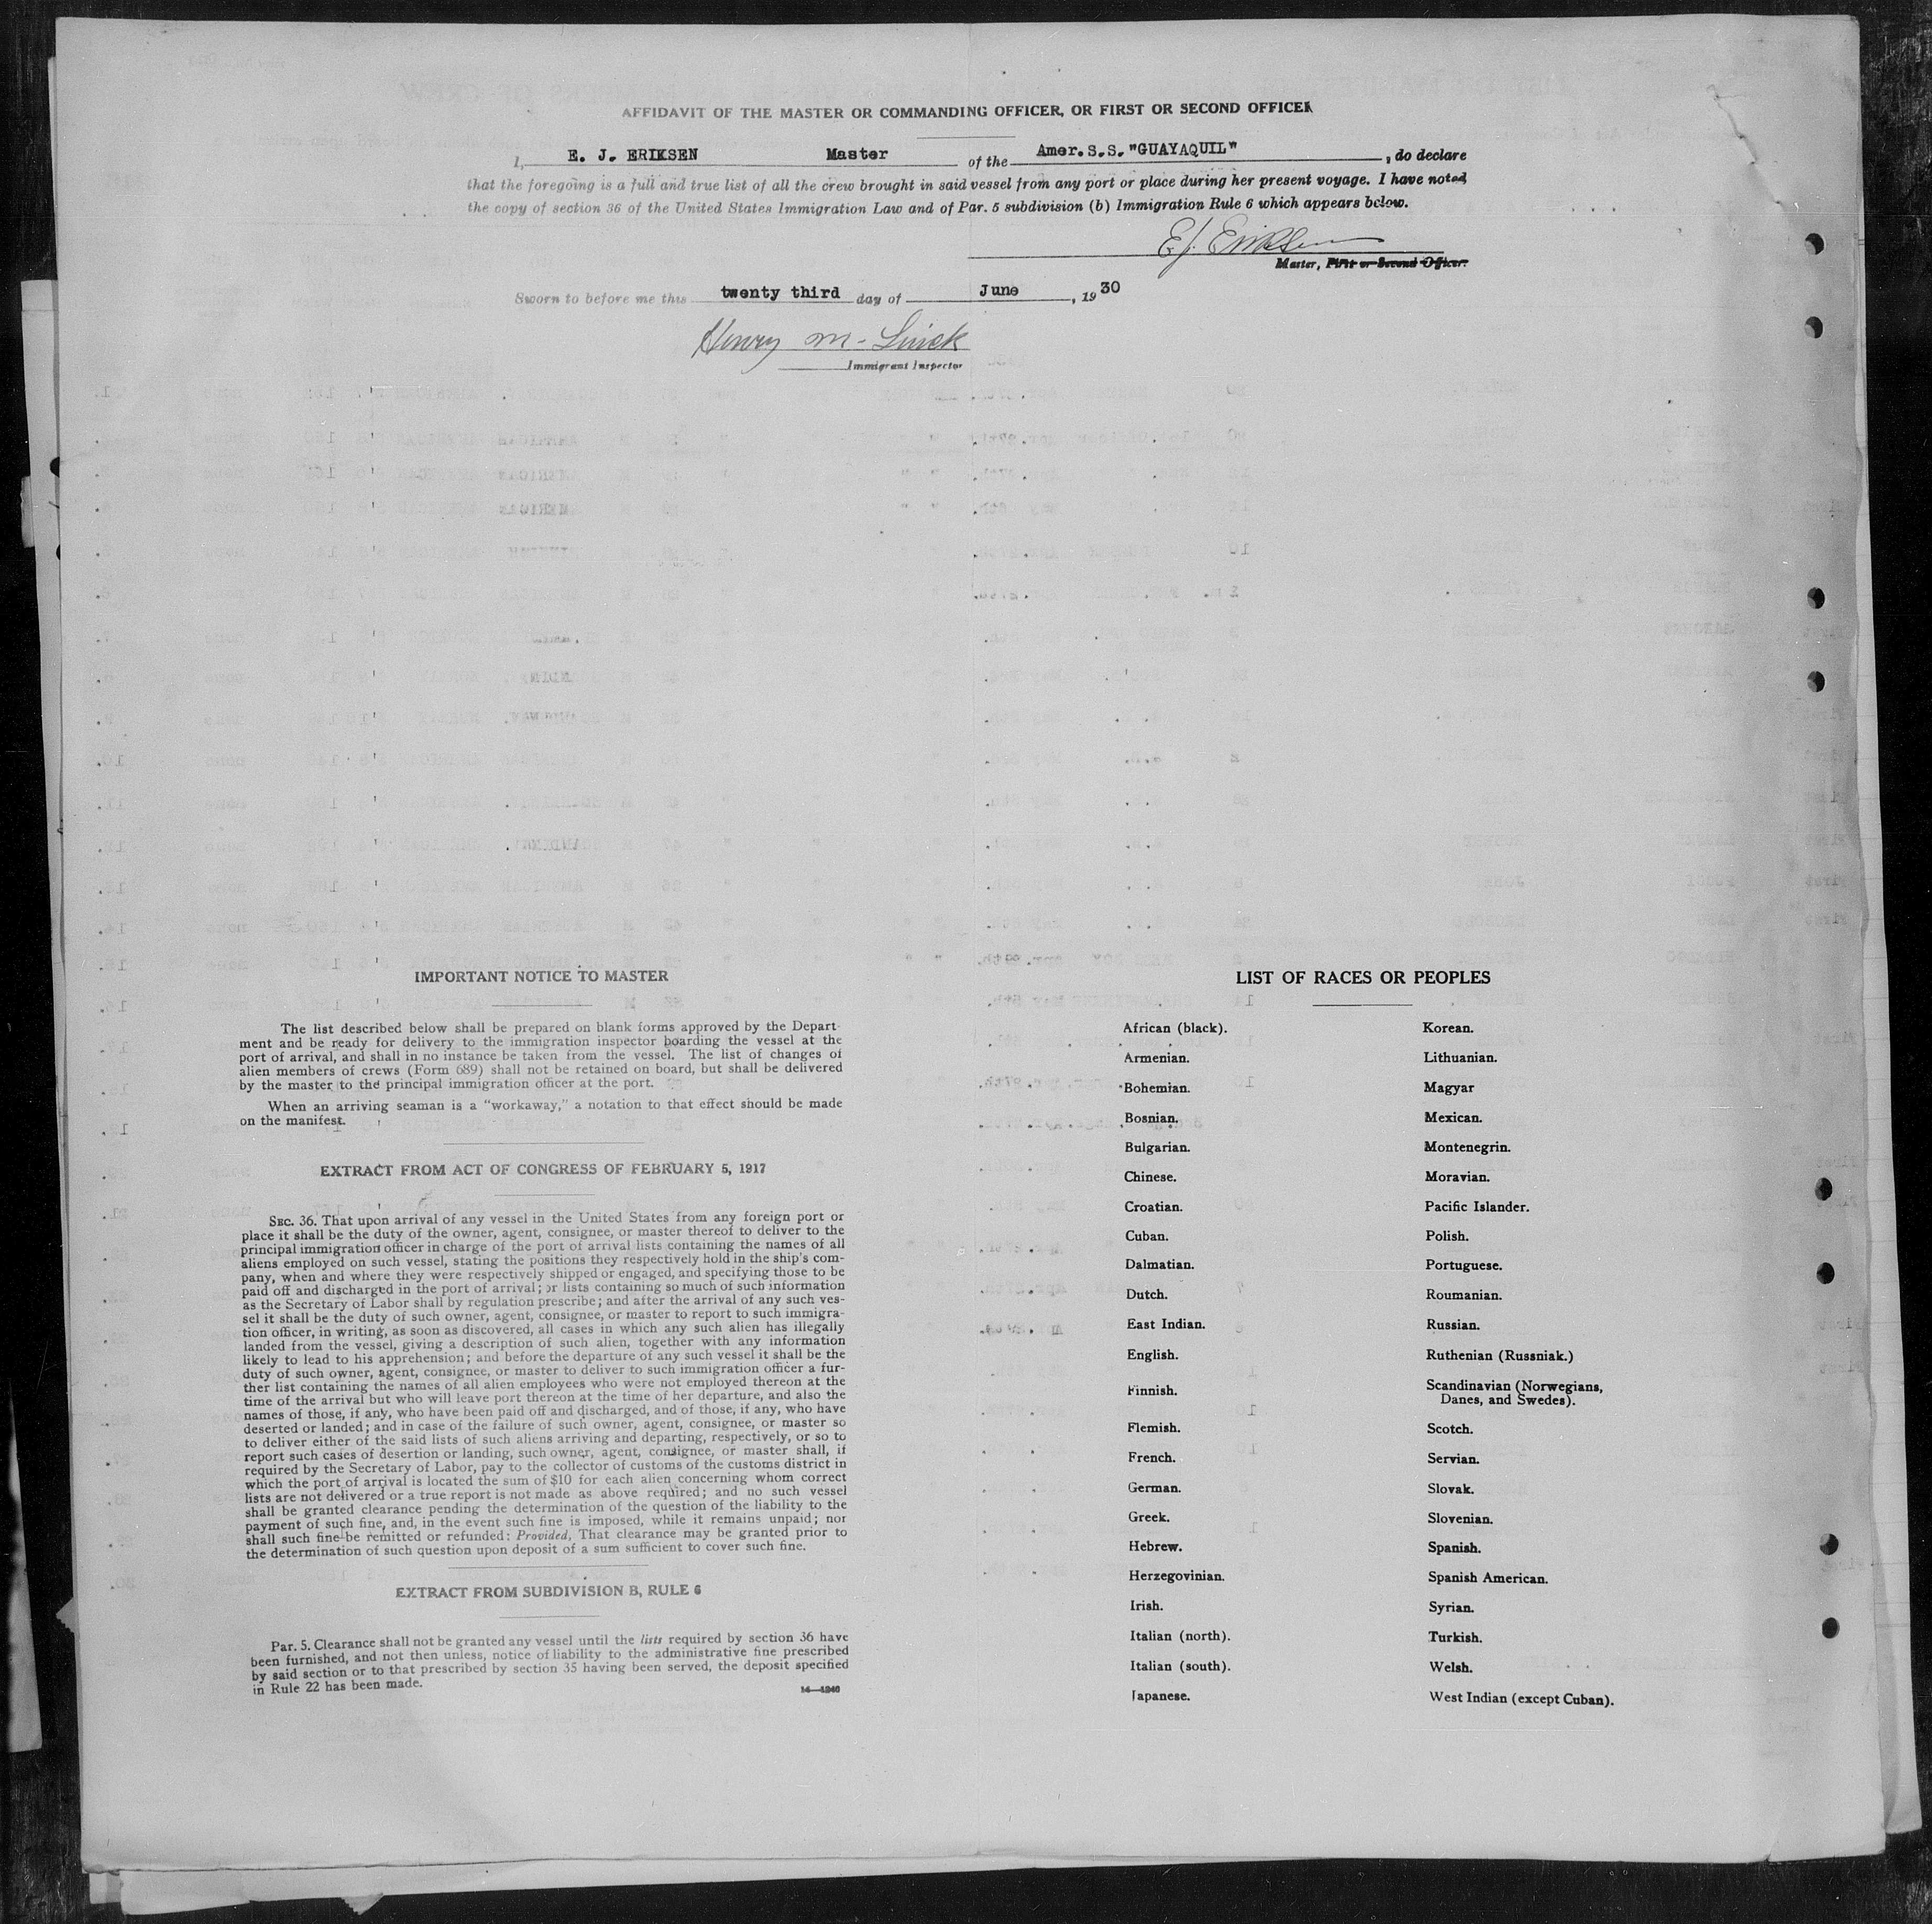 AFFIDAVIT OF THE MASTER OR COMMANDING OFFICER, OR FIRST OR SECOND OFFICER
I, E. J. ERIKSEN Master of the Amer. S.S. "GUAYAQUIL", do declare
that the foregoing is a full and true list of all the crew brought in said vessel from any port or place during her present voyage. I have noted
the copy of section 36 of the United States Immigration Law and of Par. 5 subdivision (b) Immigration Rule 6 which appears below.
E.J. Eriksen
Master, First or Second Officer.
Sworn to before me this twenty third day of June, 1930
Henry M.
Immigrant Inspector
IMPORTANT NOTICE TO MASTER
The list described below shall be prepared on blank forms approved by the Depart-
ment and be ready for delivery to the immigration inspector boarding the vessel at the
port of arrival, and shall in no instance be taken from the vessel. The list of changes of
alien members of crews (Form 689) shall not be retained on board, but shall be delivered
by the master to the principal immigration officer at the port.
When an arriving seaman is a "workaway," a notation to that effect should be made
on the manifest.
EXTRACT FROM ACT OF CONGRESS OF FEBRUARY 5, 1917
SEC. 36. That upon arrival of any vessel in the United States from any foreign port or
place it shall be the duty of the owner, agent, consignee, or master thereof to deliver to the
principal immigration officer in charge of the port of arrival lists containing the names of all
aliens employed on such vessel, stating the positions they respectively hold in the ship's com-
pany, when and where they were respectively shipped or engaged, and specifying those to be
paid off and discharged in the port of arrival; or lists containing so much of such information
as the Secretary of Labor shall by regulation prescribe; and after the arrival of any such ves-
sel it shall be the duty of such owner, agent, consignee, or master to report to such immigra-
tion officer, in writing, as soon as discovered, all cases in which any such alien has illegally
landed from the vessel, giving a description of such alien, together with any information
likely to lead to his apprehension; and before the departure of any such vessel it shall be the
duty of such owner, agent, consignee, or master to deliver to such immigration officer a fur-
ther list containing the names of all alien employees who were not employed thereon at the
time of the arrival but who will leave port thereon at the time of her departure, and also the
names of those, if any, who have been paid off and discharged, and of those, if any, who have
deserted or landed; and in case of the failure of such owner, agent, consignee, or master so
to deliver either of the said lists of such aliens arriving and departing, respectively, or so to
report such cases of desertion or landing, such owner, agent, consignee, or master shall, if
required by the Secretary of Labor, pay to the collector of customs of the customs district in
which the port of arrival is located the sum of $10 for each alien concerning whom correct
lists are not delivered or a true report is not made as above required; and no such vessel
shall be granted clearance pending the determination of the question of the liability to the
payment of such fine, and, in the event such fine is imposed, while it remains unpaid; nor
shall such fine be remitted or refunded: Provided, That clearance may be granted prior to
the determination of such question upon deposit of a sum sufficient to cover such fine.
EXTRACT FROM SUBDIVISION B, RULE 6
Par. 5. Clearance shall not be granted any vessel until the lists required by section 36 have
been furnished, and not then unless, notice of liability to the administrative fine prescribed
by said section or to that prescribed by section 35 having been served, the deposit specified
in Rule 22 has been made.
14—1240
LIST OF RACES OR PEOPLES
African (black).
Armenian.
Bohemian.
Bosnian.
Bulgarian.
Chinese.
Croatian.
Cuban.
Dalmatian.
Dutch.
East Indian.
English.
Finnish.
Flemish.
French.
German.
Greek.
Hebrew.
Herzegovinian.
Irish.
Italian (north).
Italian (south).
Japanese.
Korean.
Lithuanian.
Magyar
Mexican.
Montenegrin.
Moravian.
Pacific Islander.
Polish.
Portuguese.
Roumanian.
Russian.
Ruthenian (Russniak.)
Scandinavian (Norwegians,
Danes, and Swedes).
Scotch.
Servian.
Slovak.
Slovenian.
Spanish.
Spanish American.
Syrian.
Turkish.
Welsh.
West Indian (except Cuban).